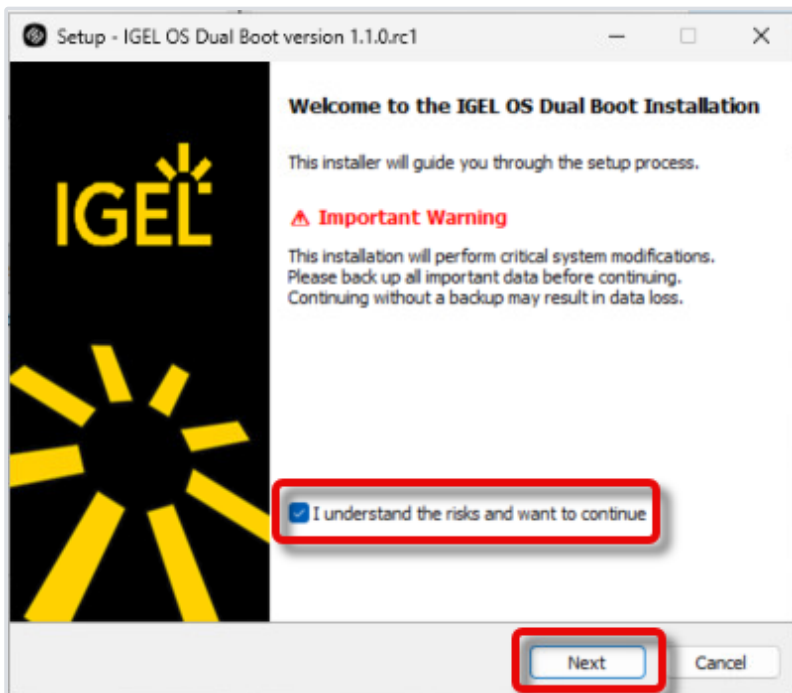 Setup - IGEL OS Dual Boot version 1.1.0.rc1
IGEL
Welcome to the IGEL OS Dual Boot Installation
This installer will guide you through the setup process.
⚠ Important Warning
This installation will perform critical system modifications.
Please back up all important data before continuing.
Continuing without a backup may result in data loss.
I understand the risks and want to continue
Next
Cancel